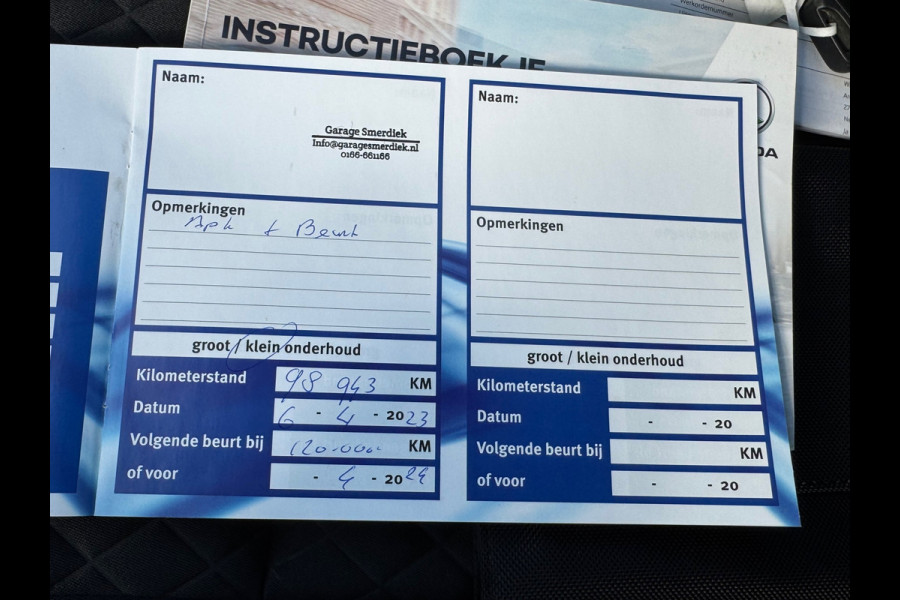 INSTRUCTIEBOEKJE
Werkordernummer
Naam:
Garage Smerdiek
Info@garagesmerdiek.nl
0166-661166
Opmerkingen
Apk + Beurt
groot / klein onderhoud
Kilometerstand 98 943 KM
Datum 6 - 4 - 2023
Volgende beurt bij 120.000 KM
of voor - 4 - 2024
Naam:
Opmerkingen
groot / klein onderhoud
Kilometerstand KM
Datum - - 20
Volgende beurt bij KM
of voor - - 20